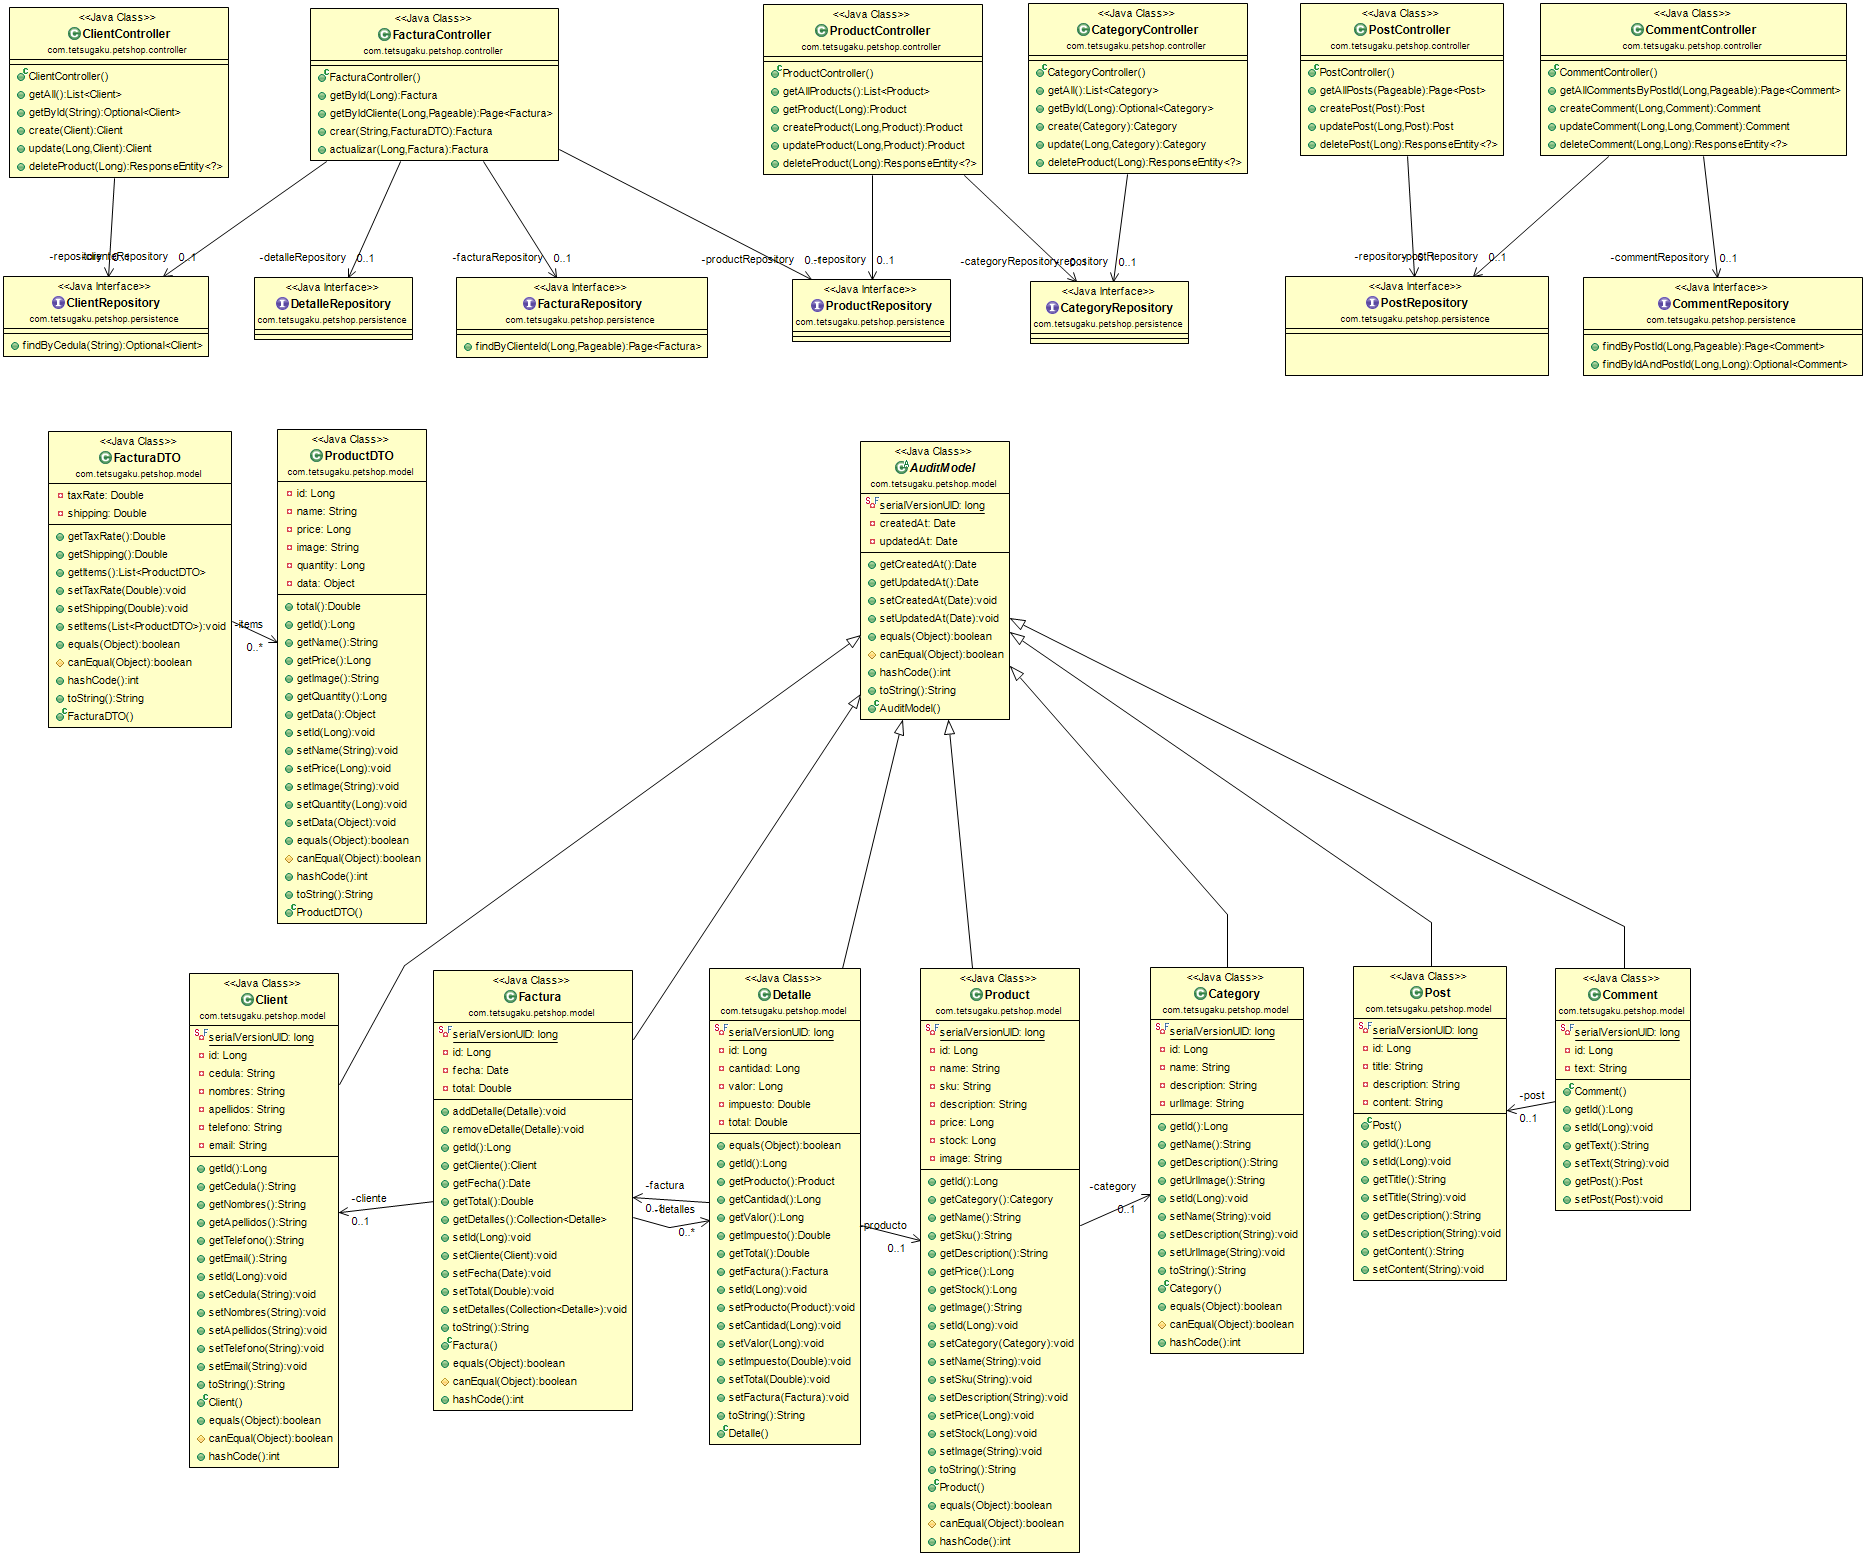 <<Java Class>>
ClientController
com.tetsugaku.petshop.controller
ClientController()
getAll():List<Client>
getById(String):Optional<Client>
create(Client):Client
update(Long,Client):Client
deleteProduct(Long):ResponseEntity<?>
<<Java Class>>
FacturaController
com.tetsugaku.petshop.controller
FacturaController()
getById(Long):Factura
getByIdCliente(Long,Pageable):Page<Factura>
crear(String,FacturaDTO):Factura
actualizar(Long,Factura):Factura
<<Java Class>>
ProductController
com.tetsugaku.petshop.controller
ProductController()
getAllProducts():List<Product>
getProduct(Long):Product
createProduct(Long,Product):Product
updateProduct(Long,Product):Product
deleteProduct(Long):ResponseEntity<?>
<<Java Class>>
CategoryController
com.tetsugaku.petshop.controller
CategoryController()
getAll():List<Category>
getById(Long):Optional<Category>
create(Category):Category
update(Long,Category):Category
deleteProduct(Long):ResponseEntity<?>
<<Java Class>>
PostController
com.tetsugaku.petshop.controller
PostController()
getAllPosts(Pageable):Page<Post>
createPost(Post):Post
updatePost(Long,Post):Post
deletePost(Long):ResponseEntity<?>
<<Java Class>>
CommentController
com.tetsugaku.petshop.controller
CommentController()
getAllCommentsByPostId(Long,Pageable):Page<Comment>
createComment(Long,Comment):Comment
updateComment(Long,Long,Comment):Comment
deleteComment(Long,Long):ResponseEntity<?>
-repository
0..1
-clienteRepository
0..1
-detalleRepository
0..1
-facturaRepository
0..1
-productRepository
0..1
-repository
0..1
-categoryRepository
0..1
-repository
0..1
-repository
0..1
-postRepository
0..1
-commentRepository
0..1
<<Java Interface>>
ClientRepository
com.tetsugaku.petshop.persistence
findByCedula(String):Optional<Client>
<<Java Interface>>
DetalleRepository
com.tetsugaku.petshop.persistence
<<Java Interface>>
FacturaRepository
com.tetsugaku.petshop.persistence
findByClienteId(Long,Pageable):Page<Factura>
<<Java Interface>>
ProductRepository
com.tetsugaku.petshop.persistence
<<Java Interface>>
CategoryRepository
com.tetsugaku.petshop.persistence
<<Java Interface>>
PostRepository
com.tetsugaku.petshop.persistence
<<Java Interface>>
CommentRepository
com.tetsugaku.petshop.persistence
findByPostId(Long,Pageable):Page<Comment>
findByIdAndPostId(Long,Long):Optional<Comment>
<<Java Class>>
FacturaDTO
com.tetsugaku.petshop.model
taxRate: Double
shipping: Double
getTaxRate():Double
getShipping():Double
getItems():List<ProductDTO>
setTaxRate(Double):void
setShipping(Double):void
setItems(List<ProductDTO>):void
equals(Object):boolean
canEqual(Object):boolean
hashCode():int
toString():String
FacturaDTO()
-items
0..*
<<Java Class>>
ProductDTO
com.tetsugaku.petshop.model
id: Long
name: String
price: Long
image: String
quantity: Long
data: Object
total():Double
getId():Long
getName():String
getPrice():Long
getImage():String
getQuantity():Long
getData():Object
setId(Long):void
setName(String):void
setPrice(Long):void
setImage(String):void
setQuantity(Long):void
setData(Object):void
equals(Object):boolean
canEqual(Object):boolean
hashCode():int
toString():String
ProductDTO()
<<Java Class>>
AuditModel
com.tetsugaku.petshop.model
serialVersionUID: long
createdAt: Date
updatedAt: Date
getCreatedAt():Date
getUpdatedAt():Date
setCreatedAt(Date):void
setUpdatedAt(Date):void
equals(Object):boolean
canEqual(Object):boolean
hashCode():int
toString():String
AuditModel()
<<Java Class>>
Client
com.tetsugaku.petshop.model
serialVersionUID: long
id: Long
cedula: String
nombres: String
apellidos: String
telefono: String
email: String
getId():Long
getCedula():String
getNombres():String
getApellidos():String
getTelefono():String
getEmail():String
setId(Long):void
setCedula(String):void
setNombres(String):void
setApellidos(String):void
setTelefono(String):void
setEmail(String):void
toString():String
Client()
equals(Object):boolean
canEqual(Object):boolean
hashCode():int
-cliente
0..1
<<Java Class>>
Factura
com.tetsugaku.petshop.model
serialVersionUID: long
id: Long
fecha: Date
total: Double
addDetalle(Detalle):void
removeDetalle(Detalle):void
getId():Long
getCliente():Client
getFecha():Date
getTotal():Double
getDetalles():Collection<Detalle>
setId(Long):void
setCliente(Client):void
setFecha(Date):void
setTotal(Double):void
setDetalles(Collection<Detalle>):void
toString():String
Factura()
equals(Object):boolean
canEqual(Object):boolean
hashCode():int
-factura
0..1
-detalles
0..*
<<Java Class>>
Detalle
com.tetsugaku.petshop.model
serialVersionUID: long
id: Long
cantidad: Long
valor: Long
impuesto: Double
total: Double
equals(Object):boolean
getId():Long
getProducto():Product
getCantidad():Long
getValor():Long
getImpuesto():Double
getTotal():Double
getFactura():Factura
setId(Long):void
setProducto(Product):void
setCantidad(Long):void
setValor(Long):void
setImpuesto(Double):void
setTotal(Double):void
setFactura(Factura):void
toString():String
Detalle()
-producto
0..1
<<Java Class>>
Product
com.tetsugaku.petshop.model
serialVersionUID: long
id: Long
name: String
sku: String
description: String
price: Long
stock: Long
image: String
getId():Long
getCategory():Category
getName():String
getSku():String
getDescription():String
getPrice():Long
getStock():Long
getImage():String
setId(Long):void
setCategory(Category):void
setName(String):void
setSku(String):void
setDescription(String):void
setPrice(Long):void
setStock(Long):void
setImage(String):void
toString():String
Product()
equals(Object):boolean
canEqual(Object):boolean
hashCode():int
-category
0..1
<<Java Class>>
Category
com.tetsugaku.petshop.model
serialVersionUID: long
id: Long
name: String
description: String
urlImage: String
getId():Long
getName():String
getDescription():String
getUrlImage():String
setId(Long):void
setName(String):void
setDescription(String):void
setUrlImage(String):void
toString():String
Category()
equals(Object):boolean
canEqual(Object):boolean
hashCode():int
<<Java Class>>
Post
com.tetsugaku.petshop.model
serialVersionUID: long
id: Long
title: String
description: String
content: String
Post()
getId():Long
setId(Long):void
getTitle():String
setTitle(String):void
getDescription():String
setDescription(String):void
getContent():String
setContent(String):void
-post
0..1
<<Java Class>>
Comment
com.tetsugaku.petshop.model
serialVersionUID: long
id: Long
text: String
Comment()
getId():Long
setId(Long):void
getText():String
setText(String):void
getPost():Post
setPost(Post):void